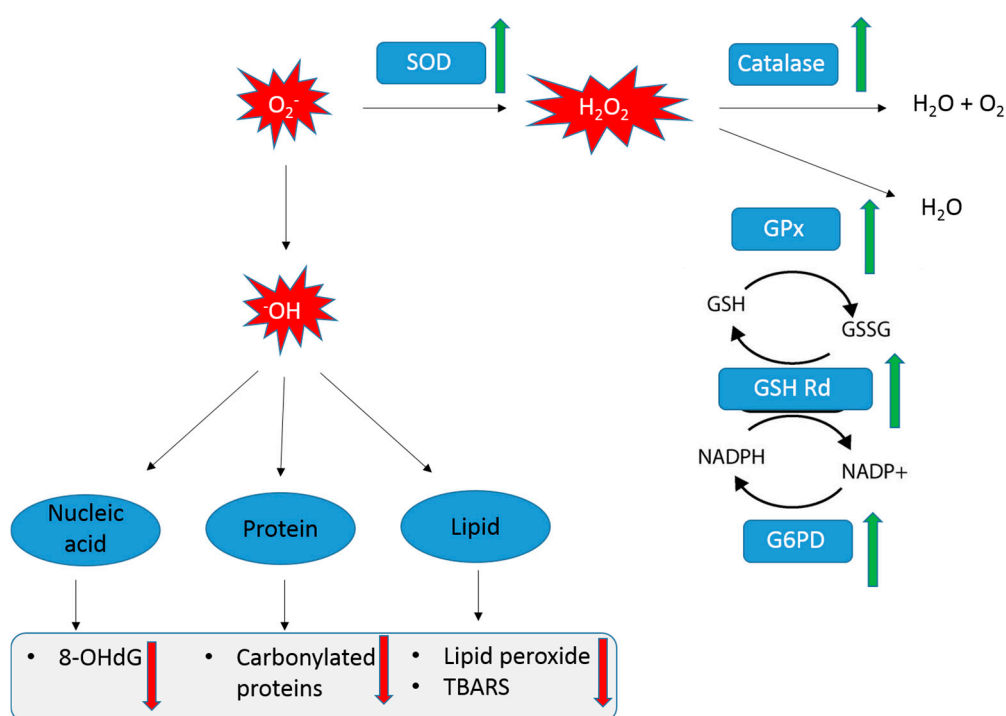 SOD
Catalase
O₂⁻
H₂O₂
H₂O + O₂
H₂O
GPx
⁻OH
GSH
GSSG
GSH Rd
NADPH
NADP+
G6PD
Nucleic
acid
Protein
Lipid
• 8-OHdG
• Carbonylated
proteins
• Lipid peroxide
• TBARS